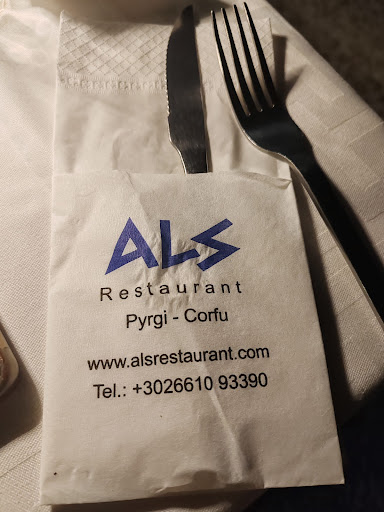 ALS
Restaurant
Pyrgi - Corfu
www.alsrestaurant.com
Tel.: +3026610 93390